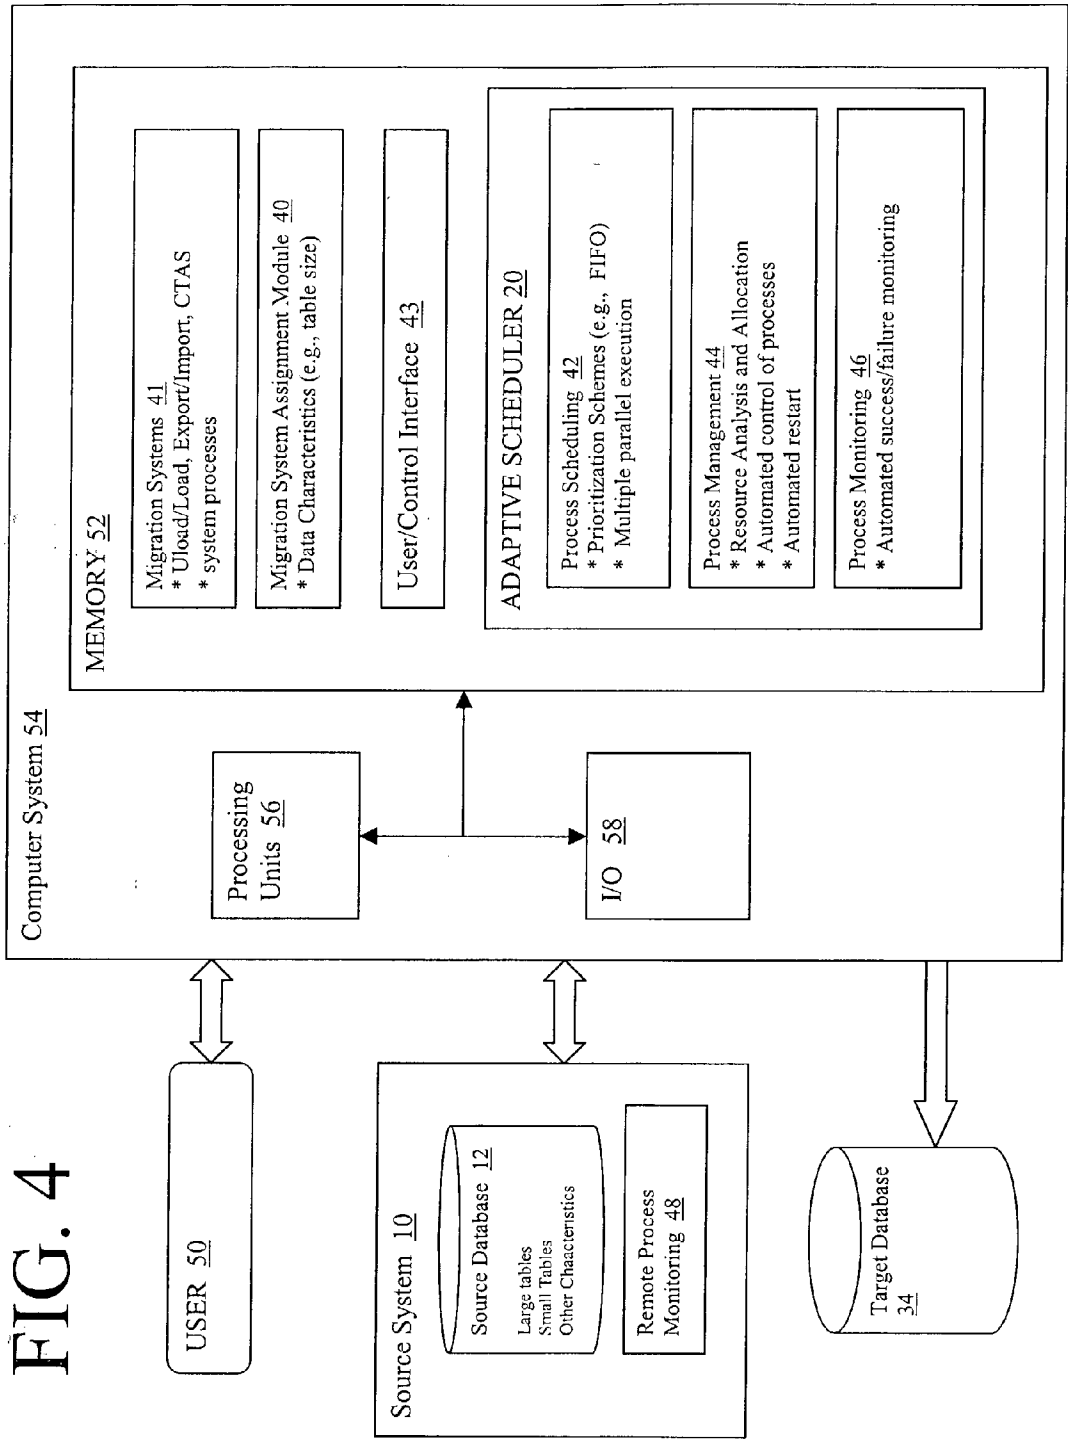 FIG. 4
USER 50
Source System 10
Source Database 12
Large tables
Small Tables
Other Chaacteristics
Remote Process
Monitoring 48
Target Database
34
Computer System 54
Processing
Units 56
I/O 58
MEMORY 52
Migration Systems 41
* Uload/Load, Export/Import, CTAS
* system processes
Migration System Assignment Module 40
* Data Characteristics (e.g., table size)
User/Control Interface 43
ADAPTIVE SCHEDULER 20
Process Scheduling 42
* Prioritization Schemes (e.g., FIFO)
* Multiple parallel execution
Process Management 44
* Resource Analysis and Allocation
* Automated control of processes
* Automated restart
Process Monitoring 46
* Automated success/failure monitoring